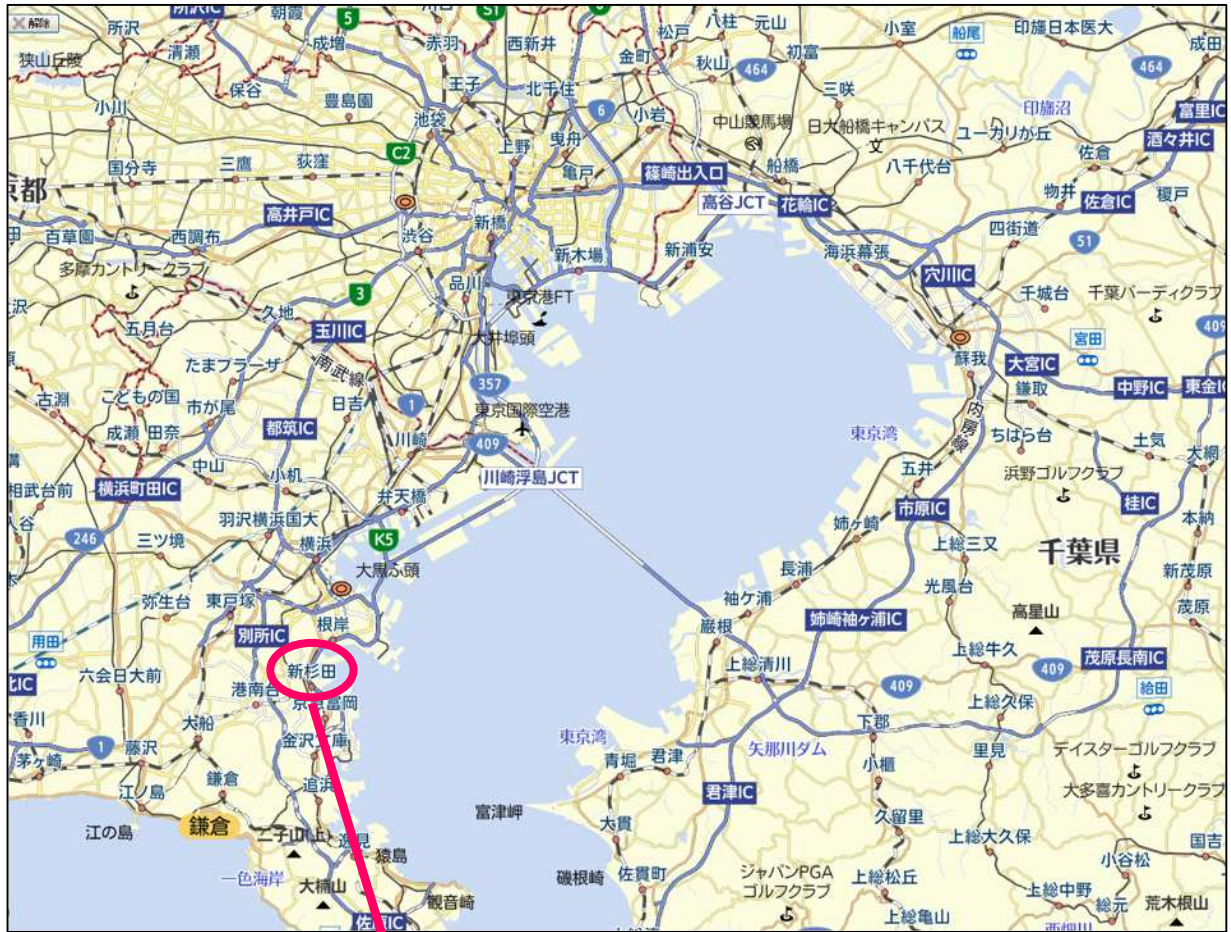 解除
所沢
所沢IC
朝霞
5
川口
S1
6
八柱
元山
小室
船尾
印旛日本医大
成田
狭山丘陵
清瀬
成増
赤羽
西新井
金町
松戸
秋山
464
初富
464
小川
保谷
豊島園
王子
北千住
6
三咲
印旛沼
富里IC
池袋
曳舟
小岩
中山競馬場
日大船橋キャンパス
文
ユーカリが丘
酒々井IC
C2
上野
国分寺
三鷹
荻窪
亀戸
篠崎出入口
船橋
八千代台
佐倉
物井
榎戸
京都
高井戸IC
新橋
高谷JCT
花輪IC
佐倉IC
百草園
西調布
渋谷
新木場
新浦安
海浜幕張
四街道
51
多摩カントリークラブ
品川
穴川IC
千城台
千葉バーディクラブ
3
東京港FT
五月台
久地
玉川IC
大井埠頭
宮田
409
蘇我
大宮IC
たまプラーザ
南武線
357
鎌取
中野IC
東金IC
古淵
こどもの国
市が尾
日吉
1
東京国際空港
内房線
成瀬
田奈
都筑IC
川崎
409
東京湾
ちはら台
土気
大網
中山
小机
川崎浮島JCT
五井
浜野ゴルフクラブ
相武台前
横浜町田IC
弁天橋
市原IC
桂IC
羽沢横浜国大
姉ヶ崎
本納
246
三ツ境
横浜
K5
上総三又
千葉県
大黒ふ頭
長浦
新茂原
弥生台
東戸塚
袖ケ浦
光風台
用田
別所IC
根岸
巌根
姉崎袖ヶ浦IC
高星山
茂原
六会日大前
新杉田
上総清川
上総牛久
409
茂原長南IC
港南台
409
給田
京急富岡
上総久保
香川
大船
東京湾
下郡
1
藤沢
金沢文庫
君津
矢那川ダム
里見
デイスターゴルフクラブ
茅ヶ崎
青堀
小櫃
鎌倉
追浜
君津IC
大多喜カントリークラブ
江ノ島
富津岬
江の島
鎌倉
二子山(上)
逸見
大貫
久留里
上総大久保
国吉
猿島
小谷松
一色海岸
大楠山
磯根崎
佐貫町
ジャパンPGA
ゴルフクラブ
上総松丘
観音崎
上総中野
総元
荒木根山
上総亀山